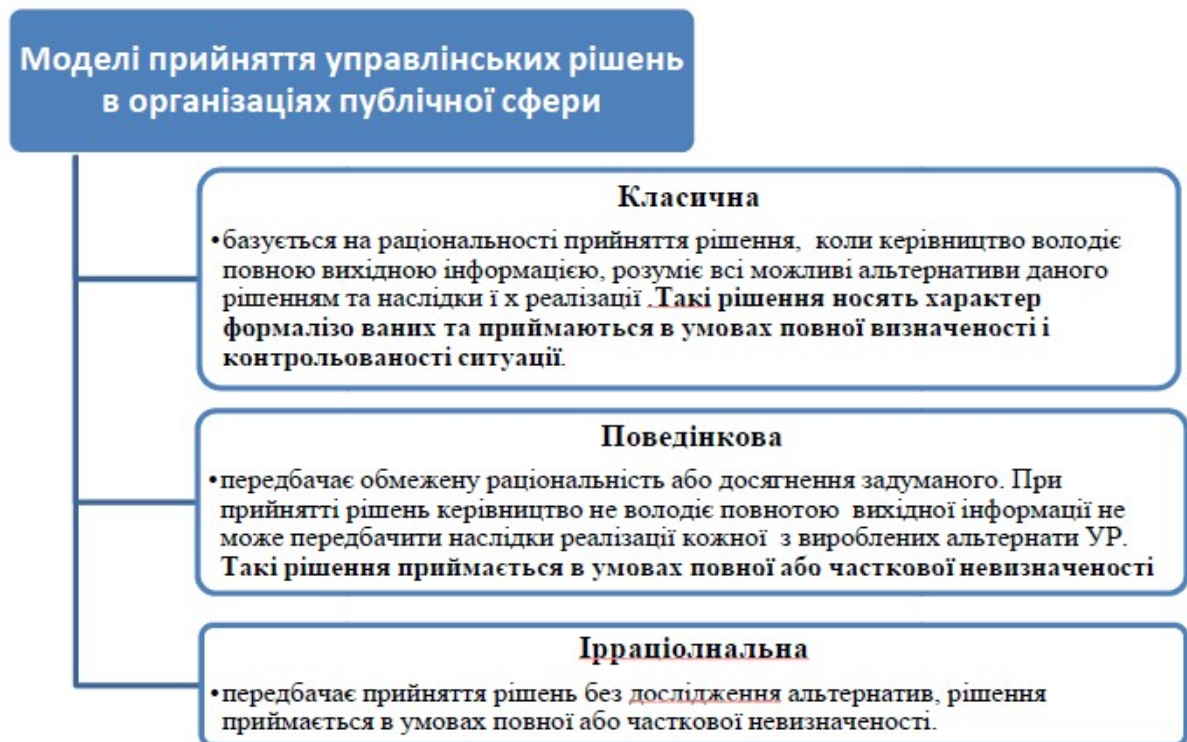 Моделі прийняття управлінських рішень
в організаціях публічної сфери
Класична
•базується на раціональності прийняття рішення,  коли керівництво володіє
повною вихідною інформацією, розуміє всі можливі альтернативи даного
рішенням та наслідки ї х реалізації .Такі рішення носять характер
формалізо ваних та приймаються в умовах повної визначеності і
контрольованості ситуації.
Поведінкова
•передбачає обмежену раціональність або досягнення задуманого. При
прийнятті рішень керівництво не володіє повнотою  вихідної інформації не
може передбачити наслідки реалізації кожної  з вироблених альтернати УР.
Такі рішення приймається в умовах повної або часткової невизначеності
Ірраціолнальна
•передбачає прийняття рішень без дослідження альтернатив, рішення
приймається в умовах повної або часткової невизначеності.